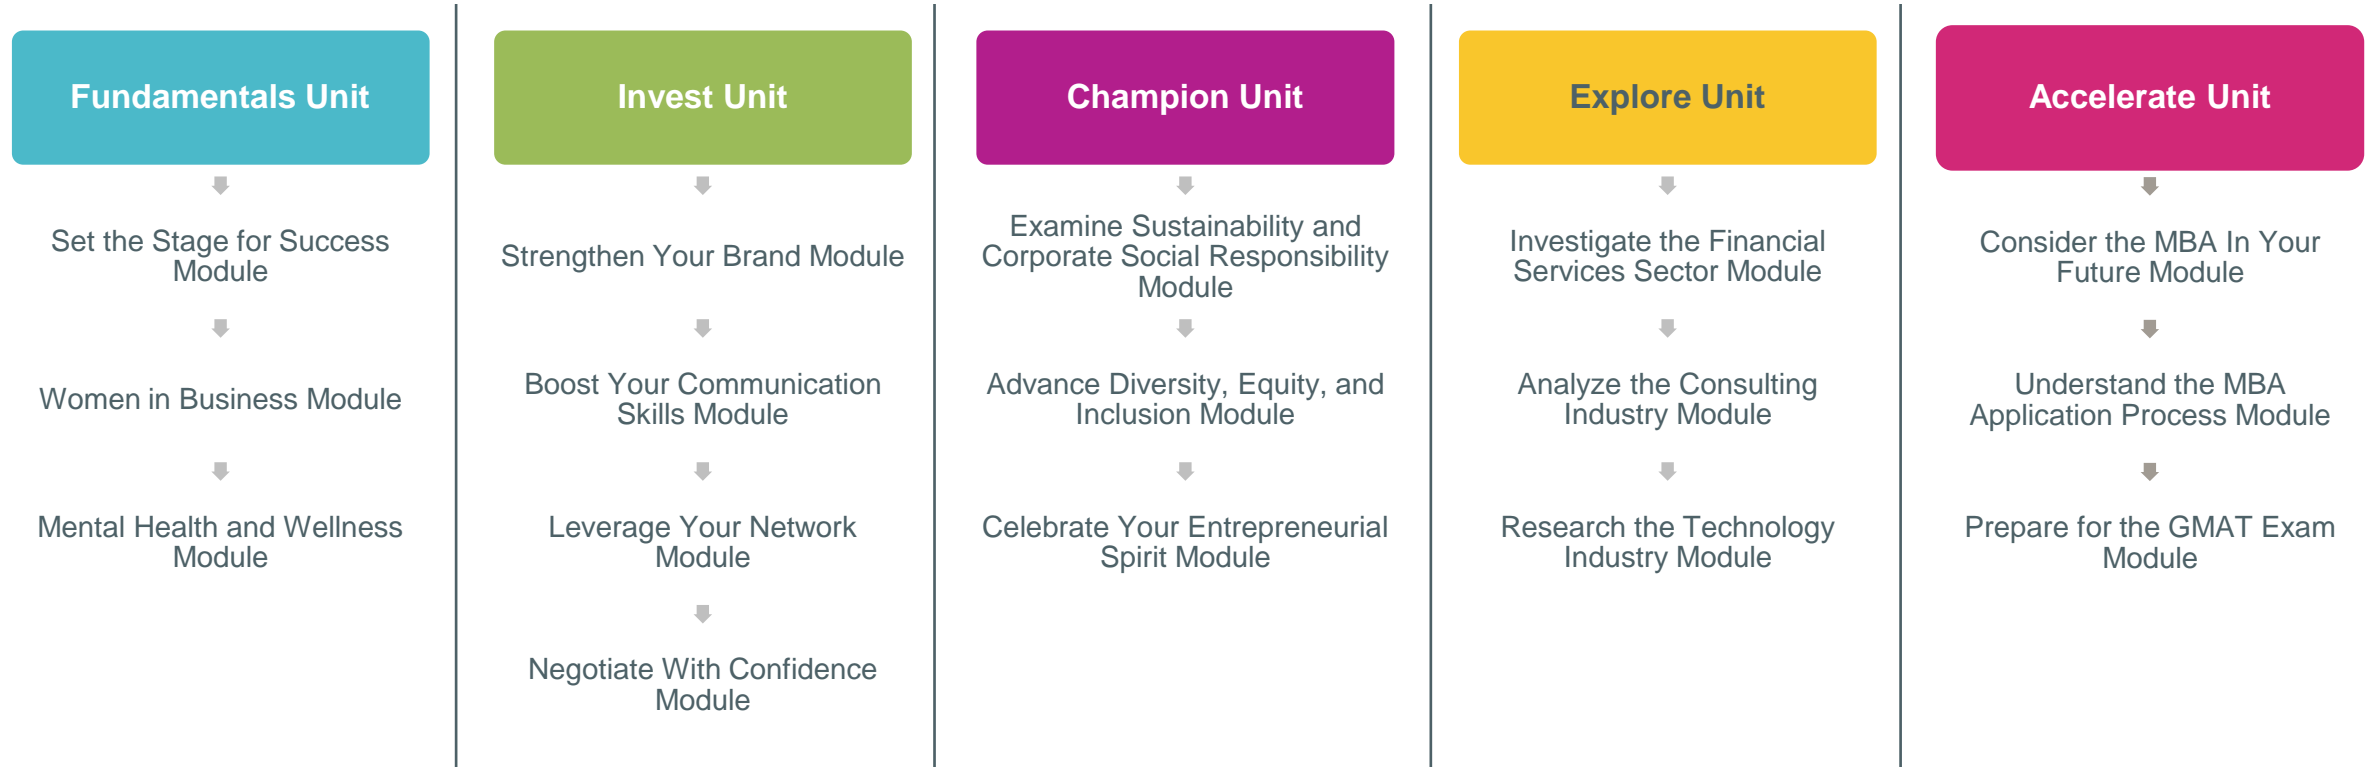 Fundamentals Unit
Set the Stage for Success
Module
Women in Business Module
Mental Health and Wellness
Module
Invest Unit
Strengthen Your Brand Module
Boost Your Communication
Skills Module
Leverage Your Network
Module
Negotiate With Confidence
Module
Champion Unit
Examine Sustainability and
Corporate Social Responsibility
Module
Advance Diversity, Equity, and
Inclusion Module
Celebrate Your Entrepreneurial
Spirit Module
Explore Unit
Investigate the Financial
Services Sector Module
Analyze the Consulting
Industry Module
Research the Technology
Industry Module
Accelerate Unit
Consider the MBA In Your
Future Module
Understand the MBA
Application Process Module
Prepare for the GMAT Exam
Module